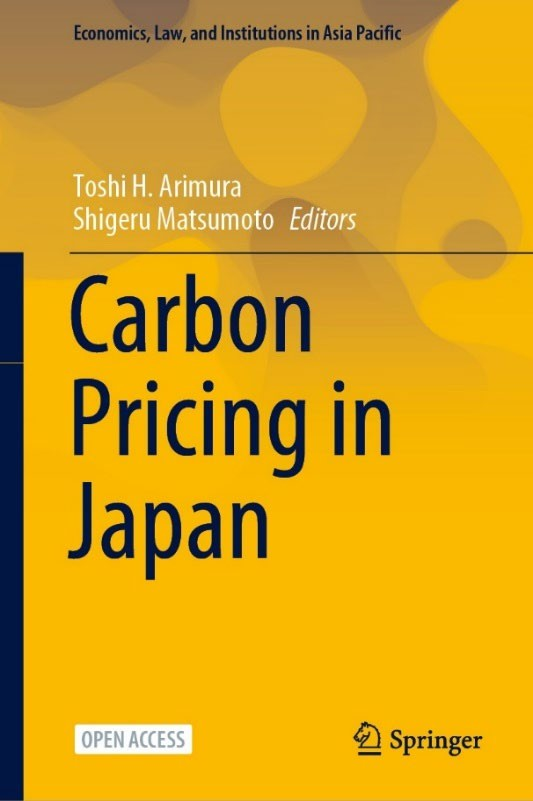 Economics, Law, and Institutions in Asia Pacific
Toshi H. Arimura
Shigeru Matsumoto Editors
Carbon
Pricing in
Japan
OPEN ACCESS
Springer